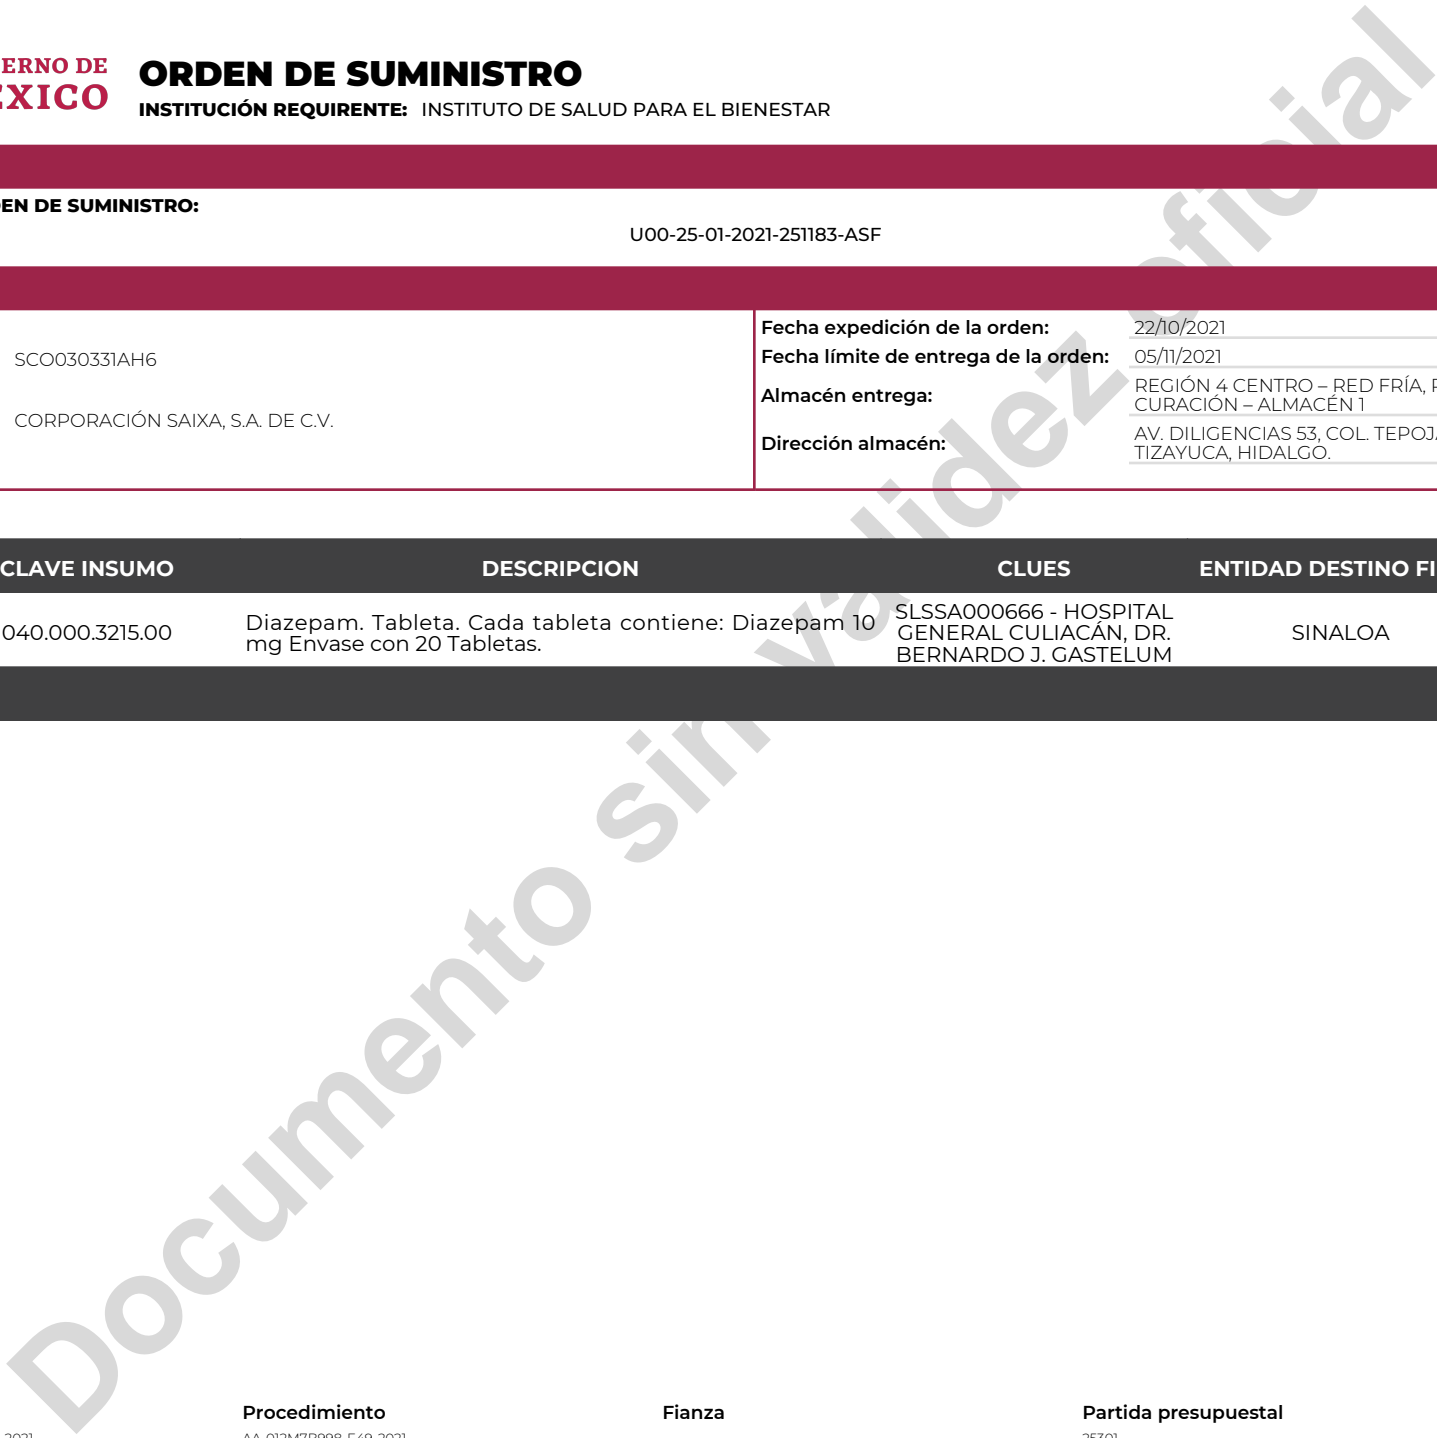 ERNO DE
ORDEN DE SUMINISTRO
EXICO
INSTITUCIÓN REQUIRENTE: INSTITUTO DE SALUD PARA EL BIENESTAR
EN DE SUMINISTRO:
U00-25-01-2021-251183-ASF
SCO030331AH6
CORPORACIÓN SAIXA, S.A. DE C.V.
Fecha expedición de la orden: 22/10/2021
Fecha límite de entrega de la orden: 05/11/2021
Almacén entrega: REGIÓN 4 CENTRO – RED FRÍA,
CURACIÓN – ALMACÉN 1
Dirección almacén: AV. DILIGENCIAS 53, COL. TEPOJA
TIZAYUCA, HIDALGO.
CLAVE INSUMO DESCRIPCION CLUES ENTIDAD DESTINO FI
040.000.3215.00
Diazepam. Tableta. Cada tableta contiene: Diazepam 10
mg Envase con 20 Tabletas.
SLSSA000666 - HOSPITAL
GENERAL CULIACÁN, DR.
BERNARDO J. GASTELUM
SINALOA
Documento sin validez oficial
Procedimiento Fianza Partida presupuestal